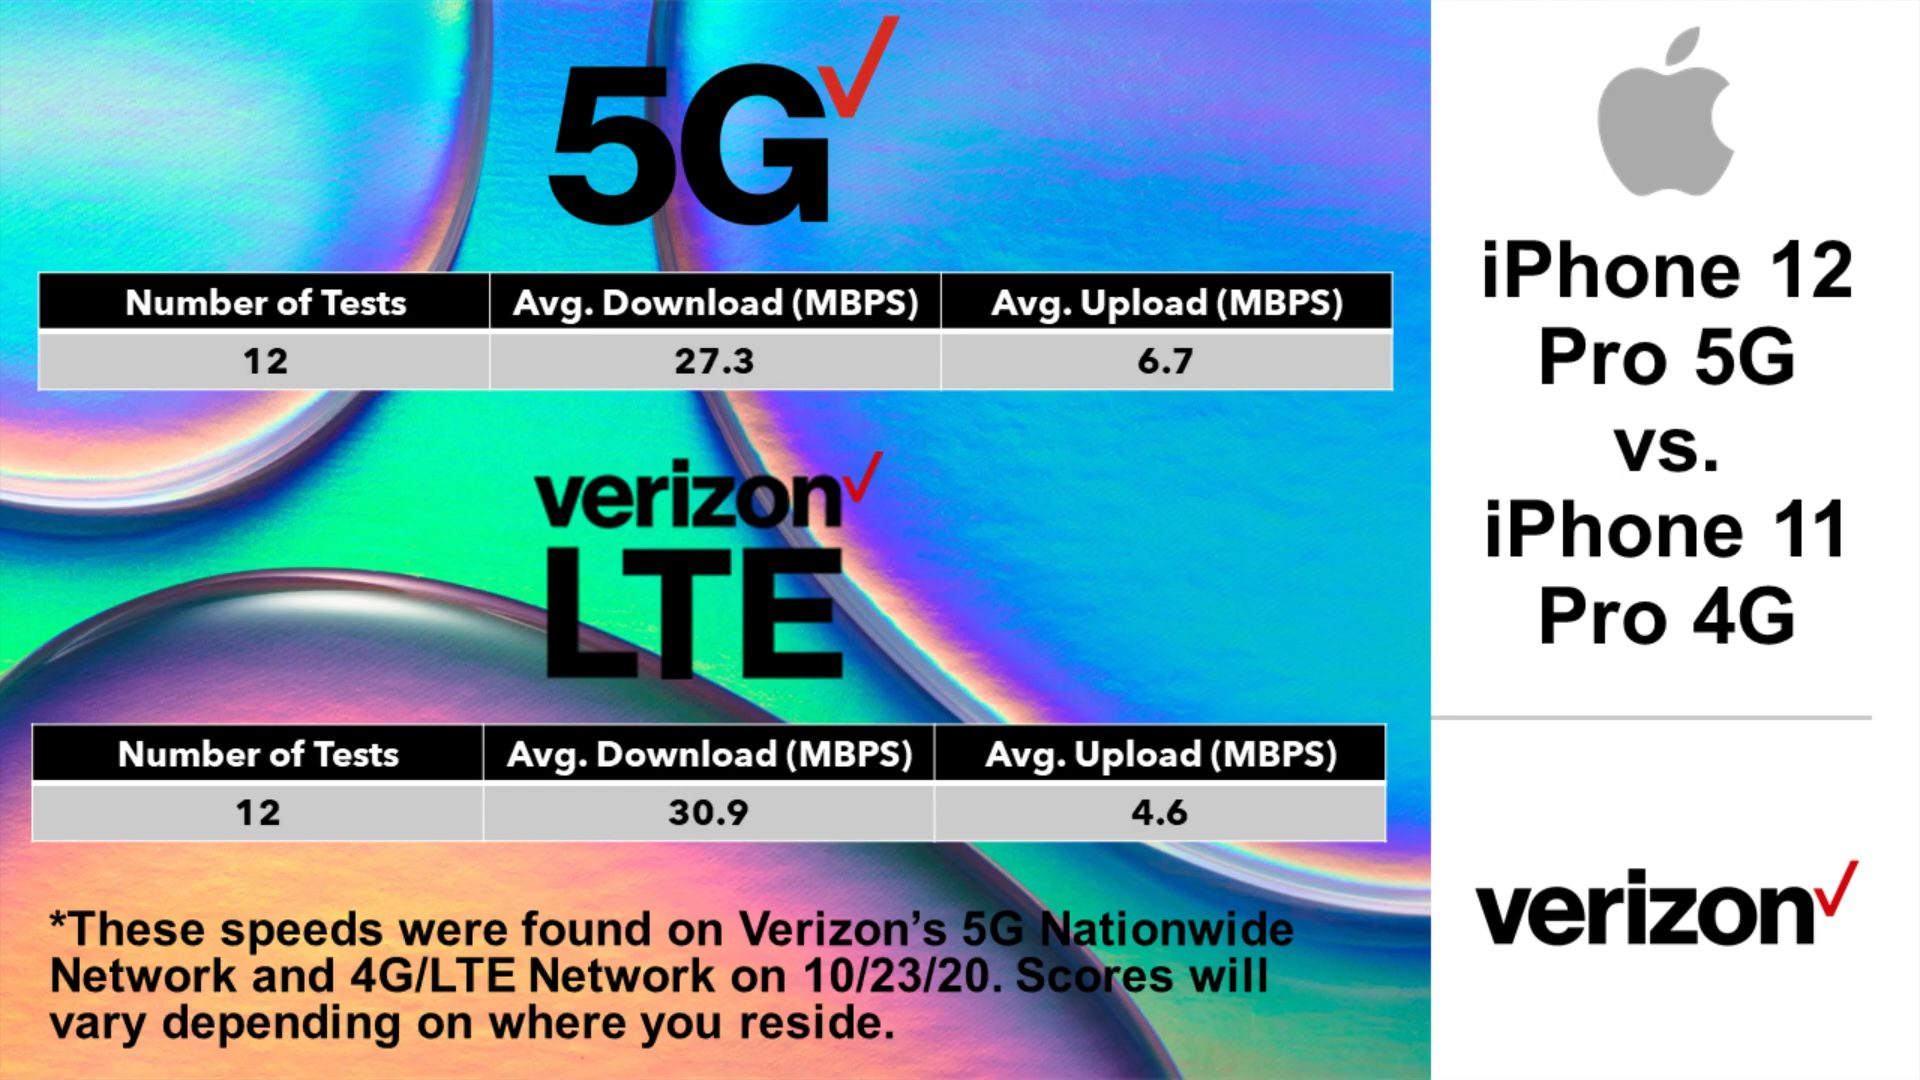 5G
Number of Tests Avg. Download (MBPS) Avg. Upload (MBPS)
12 27.3 6.7
verizon
LTE
Number of Tests Avg. Download (MBPS) Avg. Upload (MBPS)
12 30.9 4.6
*These speeds were found on Verizon’s 5G Nationwide
Network and 4G/LTE Network on 10/23/20. Scores will
vary depending on where you reside.
iPhone 12
Pro 5G
vs.
iPhone 11
Pro 4G
verizon